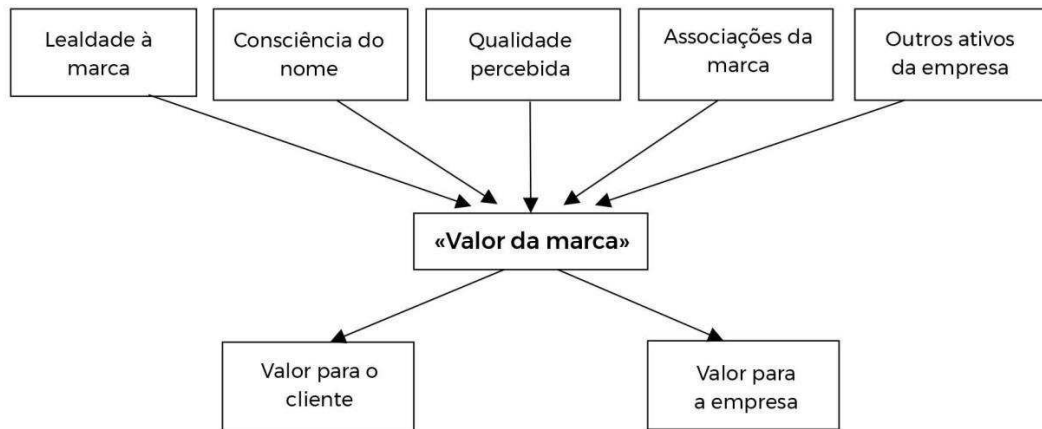 Lealdade à
marca
Consciência do
nome
Qualidade
percebida
Associações da
marca
Outros ativos
da empresa
«Valor da marca»
Valor para o
cliente
Valor para
a empresa